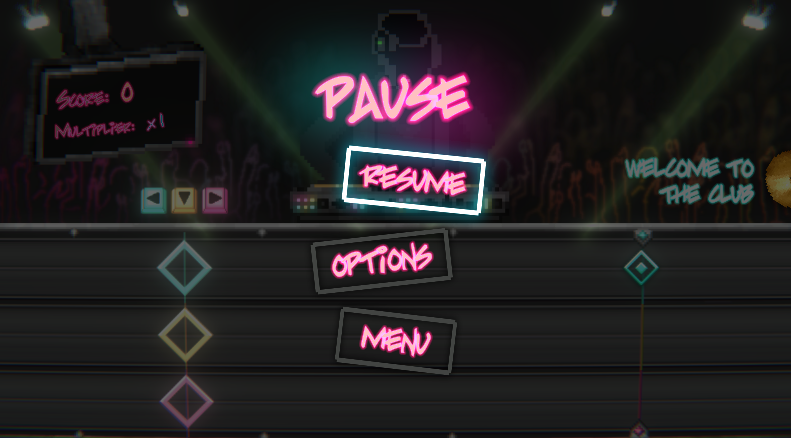 PAUSE
SCORE: 0
MULTIPLIER: x1
RESUME
WELCOME TO
THE CLUB
OPTIONS
MENU